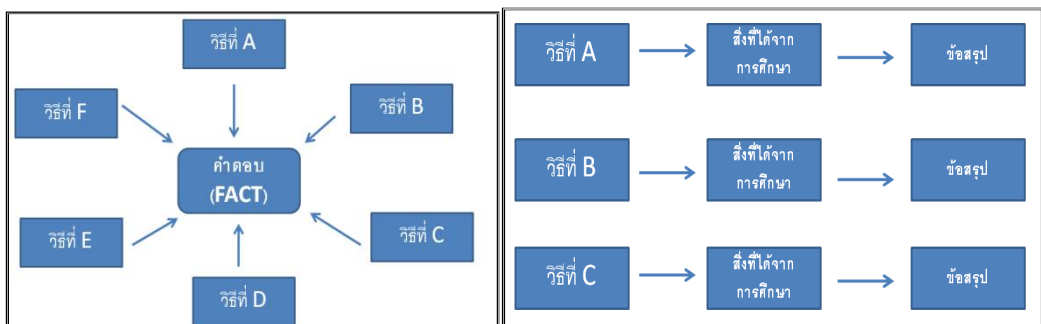 วิธีที่ A
วิธีที่ F
วิธีที่ B
คำตอบ
(FACT)
วิธีที่ E
วิธีที่ C
วิธีที่ D
วิธีที่ A
สิ่งที่ได้จาก
การศึกษา
ข้อสรุป
วิธีที่ B
สิ่งที่ได้จาก
การศึกษา
ข้อสรุป
วิธีที่ C
สิ่งที่ได้จาก
การศึกษา
ข้อสรุป